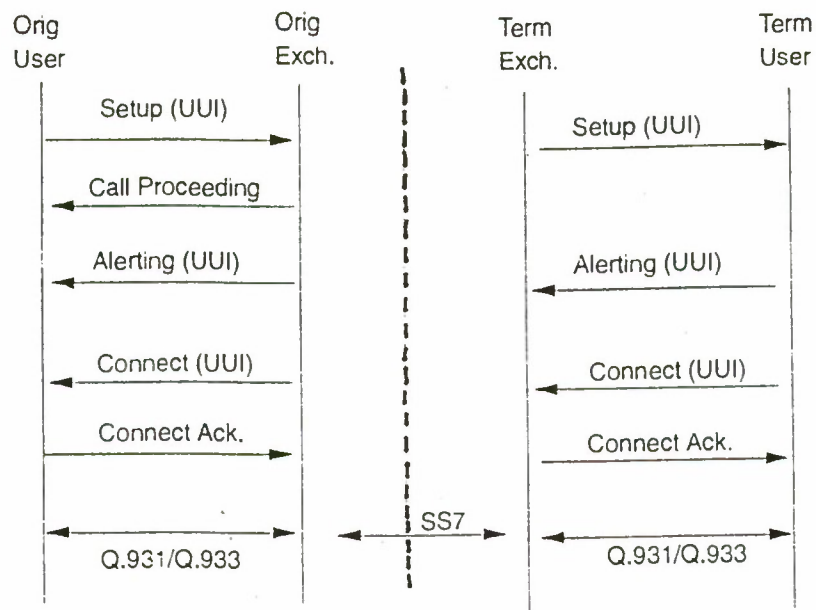 Orig
User
Orig
Exch.
Term
Exch.
Term
User
Setup (UUI)
Setup (UUI)
Call Proceeding
Alerting (UUI)
Alerting (UUI)
Connect (UUI)
Connect (UUI)
Connect Ack.
Connect Ack.
SS7
Q.931/Q.933
Q.931/Q.933